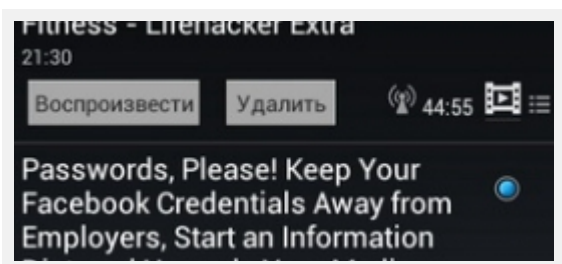 Fitness - Lifehacker Extra
21:30
Воспроизвести
Удалить
44:55
Passwords, Please! Keep Your
Facebook Credentials Away from
Employers, Start an Information